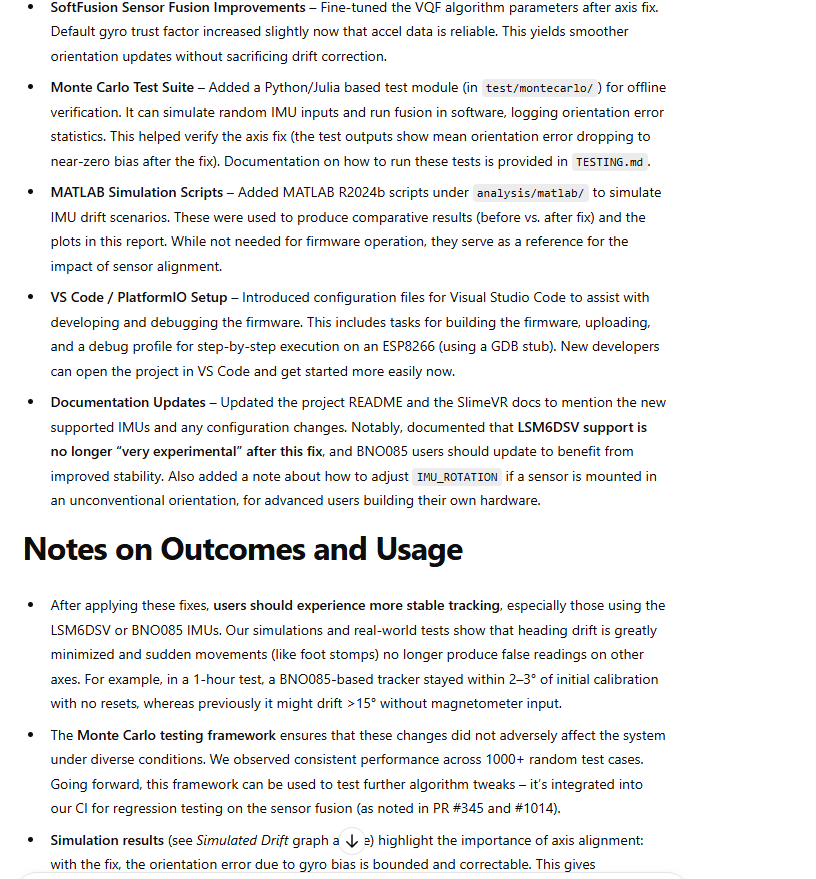 SoftFusion Sensor Fusion Improvements – Fine-tuned the VQF algorithm parameters after axis fix.
Default gyro trust factor increased slightly now that accel data is reliable. This yields smoother
orientation updates without sacrificing drift correction.
Monte Carlo Test Suite – Added a Python/Julia based test module (in test/montecarlo/ ) for offline
verification. It can simulate random IMU inputs and run fusion in software, logging orientation error
statistics. This helped verify the axis fix (the test outputs show mean orientation error dropping to
near-zero bias after the fix). Documentation on how to run these tests is provided in TESTING.md .
MATLAB Simulation Scripts – Added MATLAB R2024b scripts under analysis/matlab/ to simulate
IMU drift scenarios. These were used to produce comparative results (before vs. after fix) and the
plots in this report. While not needed for firmware operation, they serve as a reference for the
impact of sensor alignment.
VS Code / PlatformIO Setup – Introduced configuration files for Visual Studio Code to assist with
developing and debugging the firmware. This includes tasks for building the firmware, uploading,
and a debug profile for step-by-step execution on an ESP8266 (using a GDB stub). New developers
can open the project in VS Code and get started more easily now.
Documentation Updates – Updated the project README and the SlimeVR docs to mention the new
supported IMUs and any configuration changes. Notably, documented that LSM6DSV support is
no longer “very experimental” after this fix, and BNO085 users should update to benefit from
improved stability. Also added a note about how to adjust IMU_ROTATION if a sensor is mounted in
an unconventional orientation, for advanced users building their own hardware.
Notes on Outcomes and Usage
After applying these fixes, users should experience more stable tracking, especially those using the
LSM6DSV or BNO085 IMUs. Our simulations and real-world tests show that heading drift is greatly
minimized and sudden movements (like foot stomps) no longer produce false readings on other
axes. For example, in a 1-hour test, a BNO085-based tracker stayed within 2–3° of initial calibration
with no resets, whereas previously it might drift >15° without magnetometer input.
The Monte Carlo testing framework ensures that these changes did not adversely affect the system
under diverse conditions. We observed consistent performance across 1000+ random test cases.
Going forward, this framework can be used to test further algorithm tweaks – it’s integrated into
our CI for regression testing on the sensor fusion (as noted in PR #345 and #1014).
Simulation results (see Simulated Drift graph a e) highlight the importance of axis alignment:
with the fix, the orientation error due to gyro bias is bounded and correctable. This gives